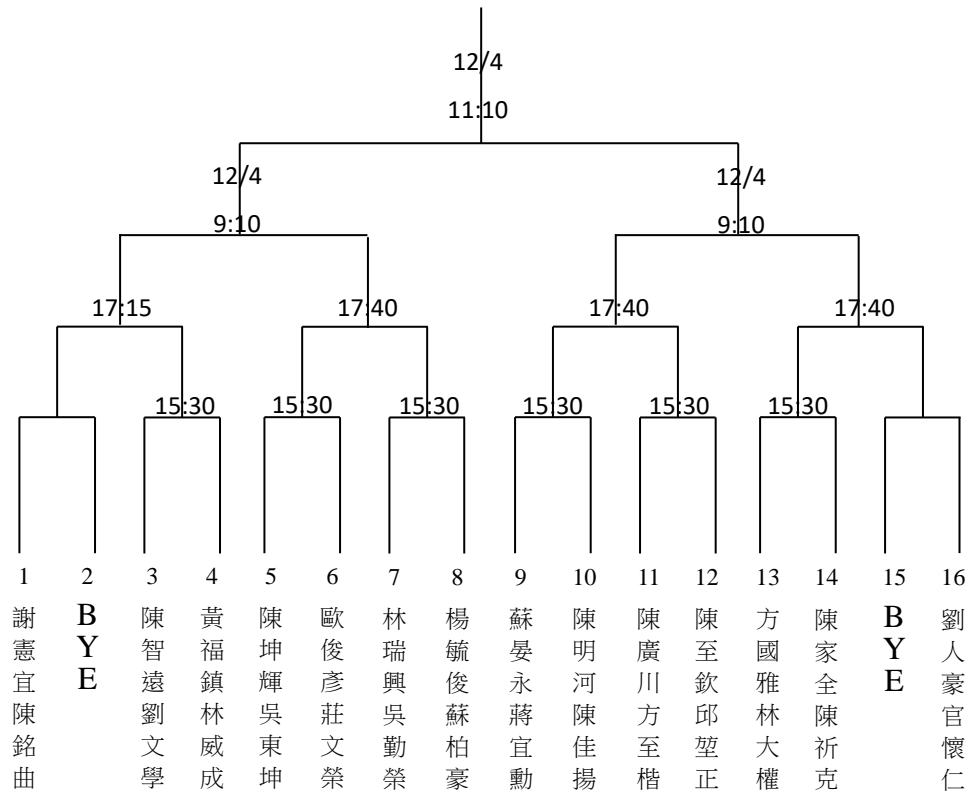 12/4
11:10
12/4 12/4
9:10 9:10
17:15 17:40 17:40 17:40
15:30 15:30 15:30 15:30 15:30 15:30
1 2 3 4 5 6 7 8 9 10 11 12 13 14 15 16
謝憲宜陳銘曲
BYE
陳智遠劉文學
黃福鎮林威成
陳坤輝吳東坤
歐俊彥莊文榮
林瑞興吳勤榮
楊毓俊蘇柏豪
蘇晏永蔣宜勳
陳明河陳佳揚
陳廣川方至楷
陳至欽邱堃正
方國雅林大權
陳家全陳祈克
BYE
劉人豪官懷仁